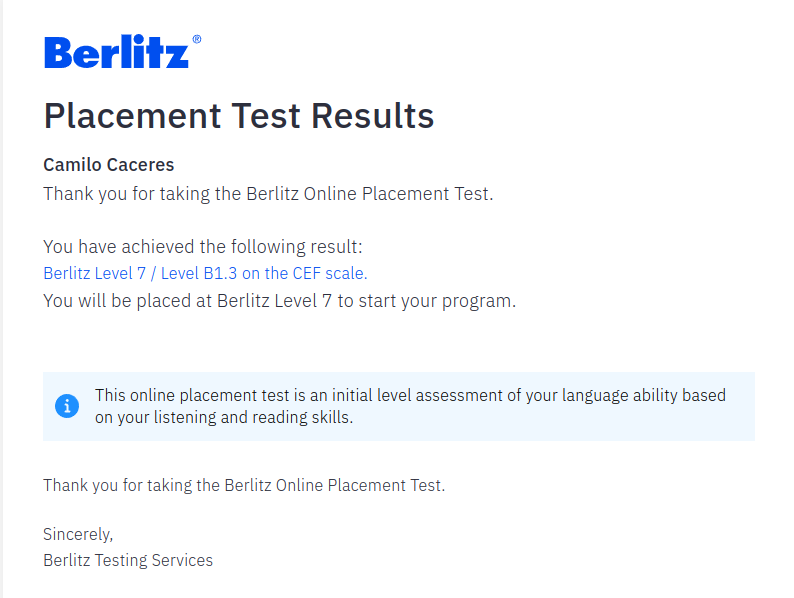 Berlitz®
Placement Test Results
Camilo Caceres
Thank you for taking the Berlitz Online Placement Test.
You have achieved the following result:
Berlitz Level 7 / Level B1.3 on the CEF scale.
You will be placed at Berlitz Level 7 to start your program.
This online placement test is an initial level assessment of your language ability based
on your listening and reading skills.
Thank you for taking the Berlitz Online Placement Test.
Sincerely,
Berlitz Testing Services